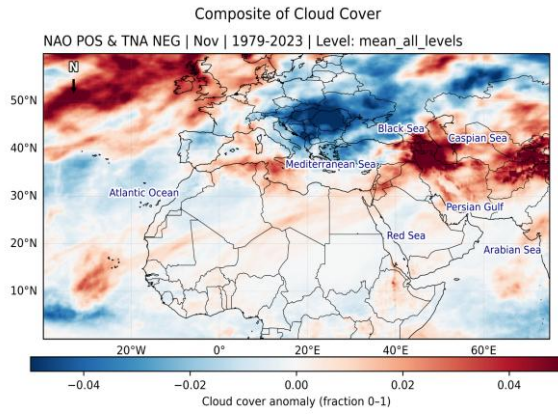 Composite of Cloud Cover
NAO POS & TNA NEG | Nov | 1979-2023 | Level: mean_all_levels
N
50°N
40°N
30°N
20°N
10°N
Black Sea
Caspian Sea
Mediterranean Sea
Atlantic Ocean
Persian Gulf
Red Sea
Arabian Sea
20°W
0°
20°E
40°E
60°E
−0.04
−0.02
0.00
0.02
0.04
Cloud cover anomaly (fraction 0–1)